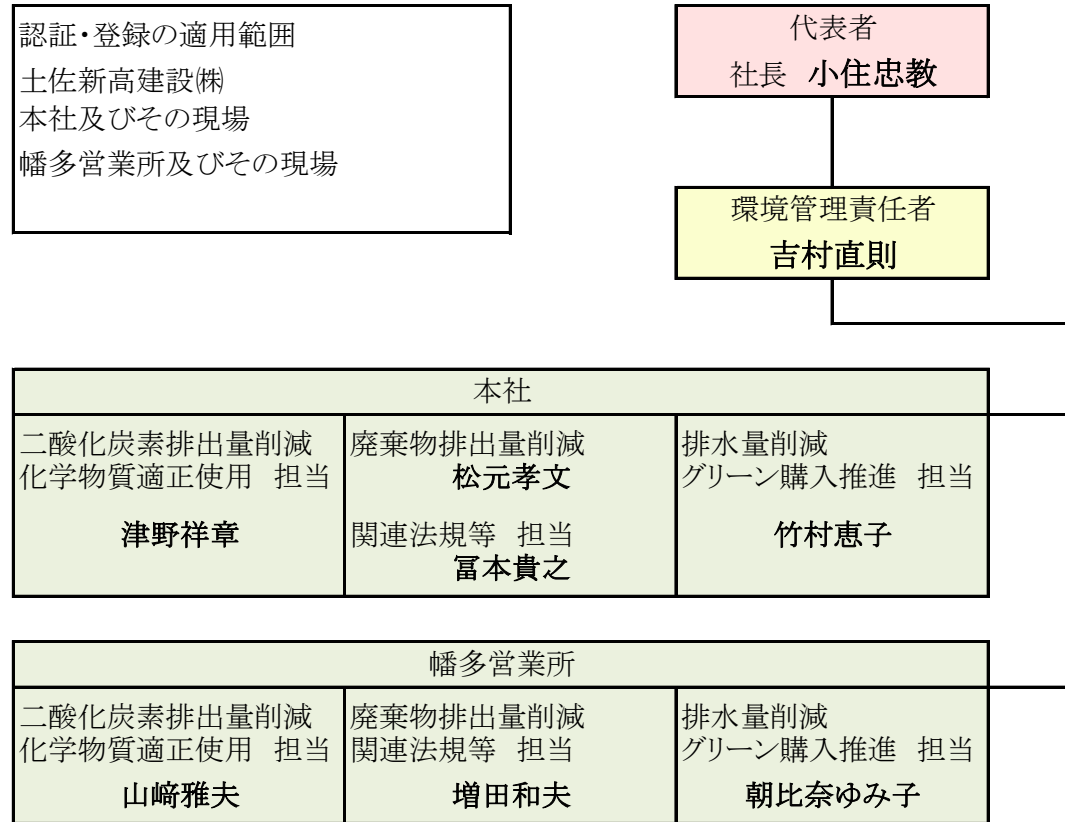 認証・登録の適用範囲
土佐新高建設㈱
本社及びその現場
幡多営業所及びその現場
代表者
社長 小住忠教
環境管理責任者
吉村直則
本社
二酸化炭素排出量削減
化学物質適正使用 担当
津野祥章
廃棄物排出量削減
松元孝文
関連法規等 担当
冨本貴之
排水量削減
グリーン購入推進 担当
竹村恵子
幡多営業所
二酸化炭素排出量削減
化学物質適正使用 担当
山﨑雅夫
廃棄物排出量削減
関連法規等 担当
増田和夫
排水量削減
グリーン購入推進 担当
朝比奈ゆみ子